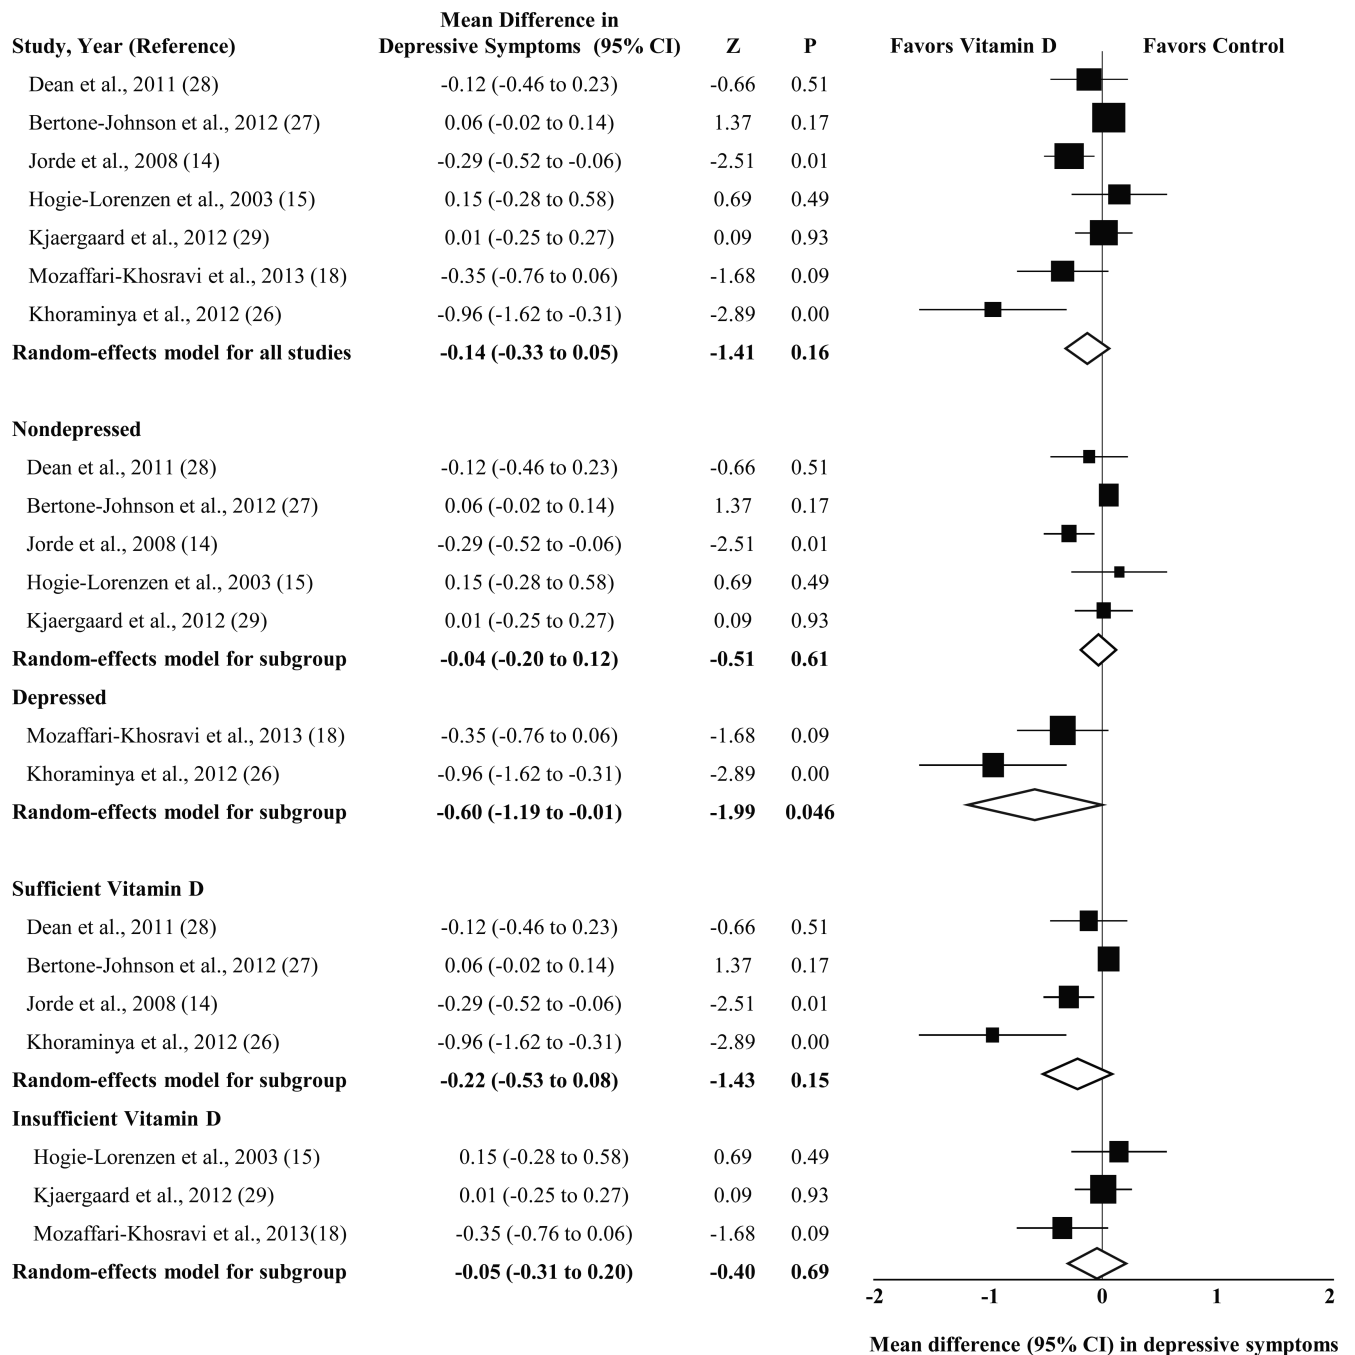 Mean Difference in
Study, Year (Reference) Depressive Symptoms (95% CI) Z P Favors Vitamin D Favors Control
Dean et al., 2011 (28) -0.12 (-0.46 to 0.23) -0.66 0.51
Bertone-Johnson et al., 2012 (27) 0.06 (-0.02 to 0.14) 1.37 0.17
Jorde et al., 2008 (14) -0.29 (-0.52 to -0.06) -2.51 0.01
Hogie-Lorenzen et al., 2003 (15) 0.15 (-0.28 to 0.58) 0.69 0.49
Kjaergaard et al., 2012 (29) 0.01 (-0.25 to 0.27) 0.09 0.93
Mozaffari-Khosravi et al., 2013 (18) -0.35 (-0.76 to 0.06) -1.68 0.09
Khoraminya et al., 2012 (26) -0.96 (-1.62 to -0.31) -2.89 0.00
Random-effects model for all studies -0.14 (-0.33 to 0.05) -1.41 0.16
Nondepressed
Dean et al., 2011 (28) -0.12 (-0.46 to 0.23) -0.66 0.51
Bertone-Johnson et al., 2012 (27) 0.06 (-0.02 to 0.14) 1.37 0.17
Jorde et al., 2008 (14) -0.29 (-0.52 to -0.06) -2.51 0.01
Hogie-Lorenzen et al., 2003 (15) 0.15 (-0.28 to 0.58) 0.69 0.49
Kjaergaard et al., 2012 (29) 0.01 (-0.25 to 0.27) 0.09 0.93
Random-effects model for subgroup -0.04 (-0.20 to 0.12) -0.51 0.61
Depressed
Mozaffari-Khosravi et al., 2013 (18) -0.35 (-0.76 to 0.06) -1.68 0.09
Khoraminya et al., 2012 (26) -0.96 (-1.62 to -0.31) -2.89 0.00
Random-effects model for subgroup -0.60 (-1.19 to -0.01) -1.99 0.046
Sufficient Vitamin D
Dean et al., 2011 (28) -0.12 (-0.46 to 0.23) -0.66 0.51
Bertone-Johnson et al., 2012 (27) 0.06 (-0.02 to 0.14) 1.37 0.17
Jorde et al., 2008 (14) -0.29 (-0.52 to -0.06) -2.51 0.01
Khoraminya et al., 2012 (26) -0.96 (-1.62 to -0.31) -2.89 0.00
Random-effects model for subgroup -0.22 (-0.53 to 0.08) -1.43 0.15
Insufficient Vitamin D
Hogie-Lorenzen et al., 2003 (15) 0.15 (-0.28 to 0.58) 0.69 0.49
Kjaergaard et al., 2012 (29) 0.01 (-0.25 to 0.27) 0.09 0.93
Mozaffari-Khosravi et al., 2013(18) -0.35 (-0.76 to 0.06) -1.68 0.09
Random-effects model for subgroup -0.05 (-0.31 to 0.20) -0.40 0.69
-2 -1 0 1 2
Mean difference (95% CI) in depressive symptoms